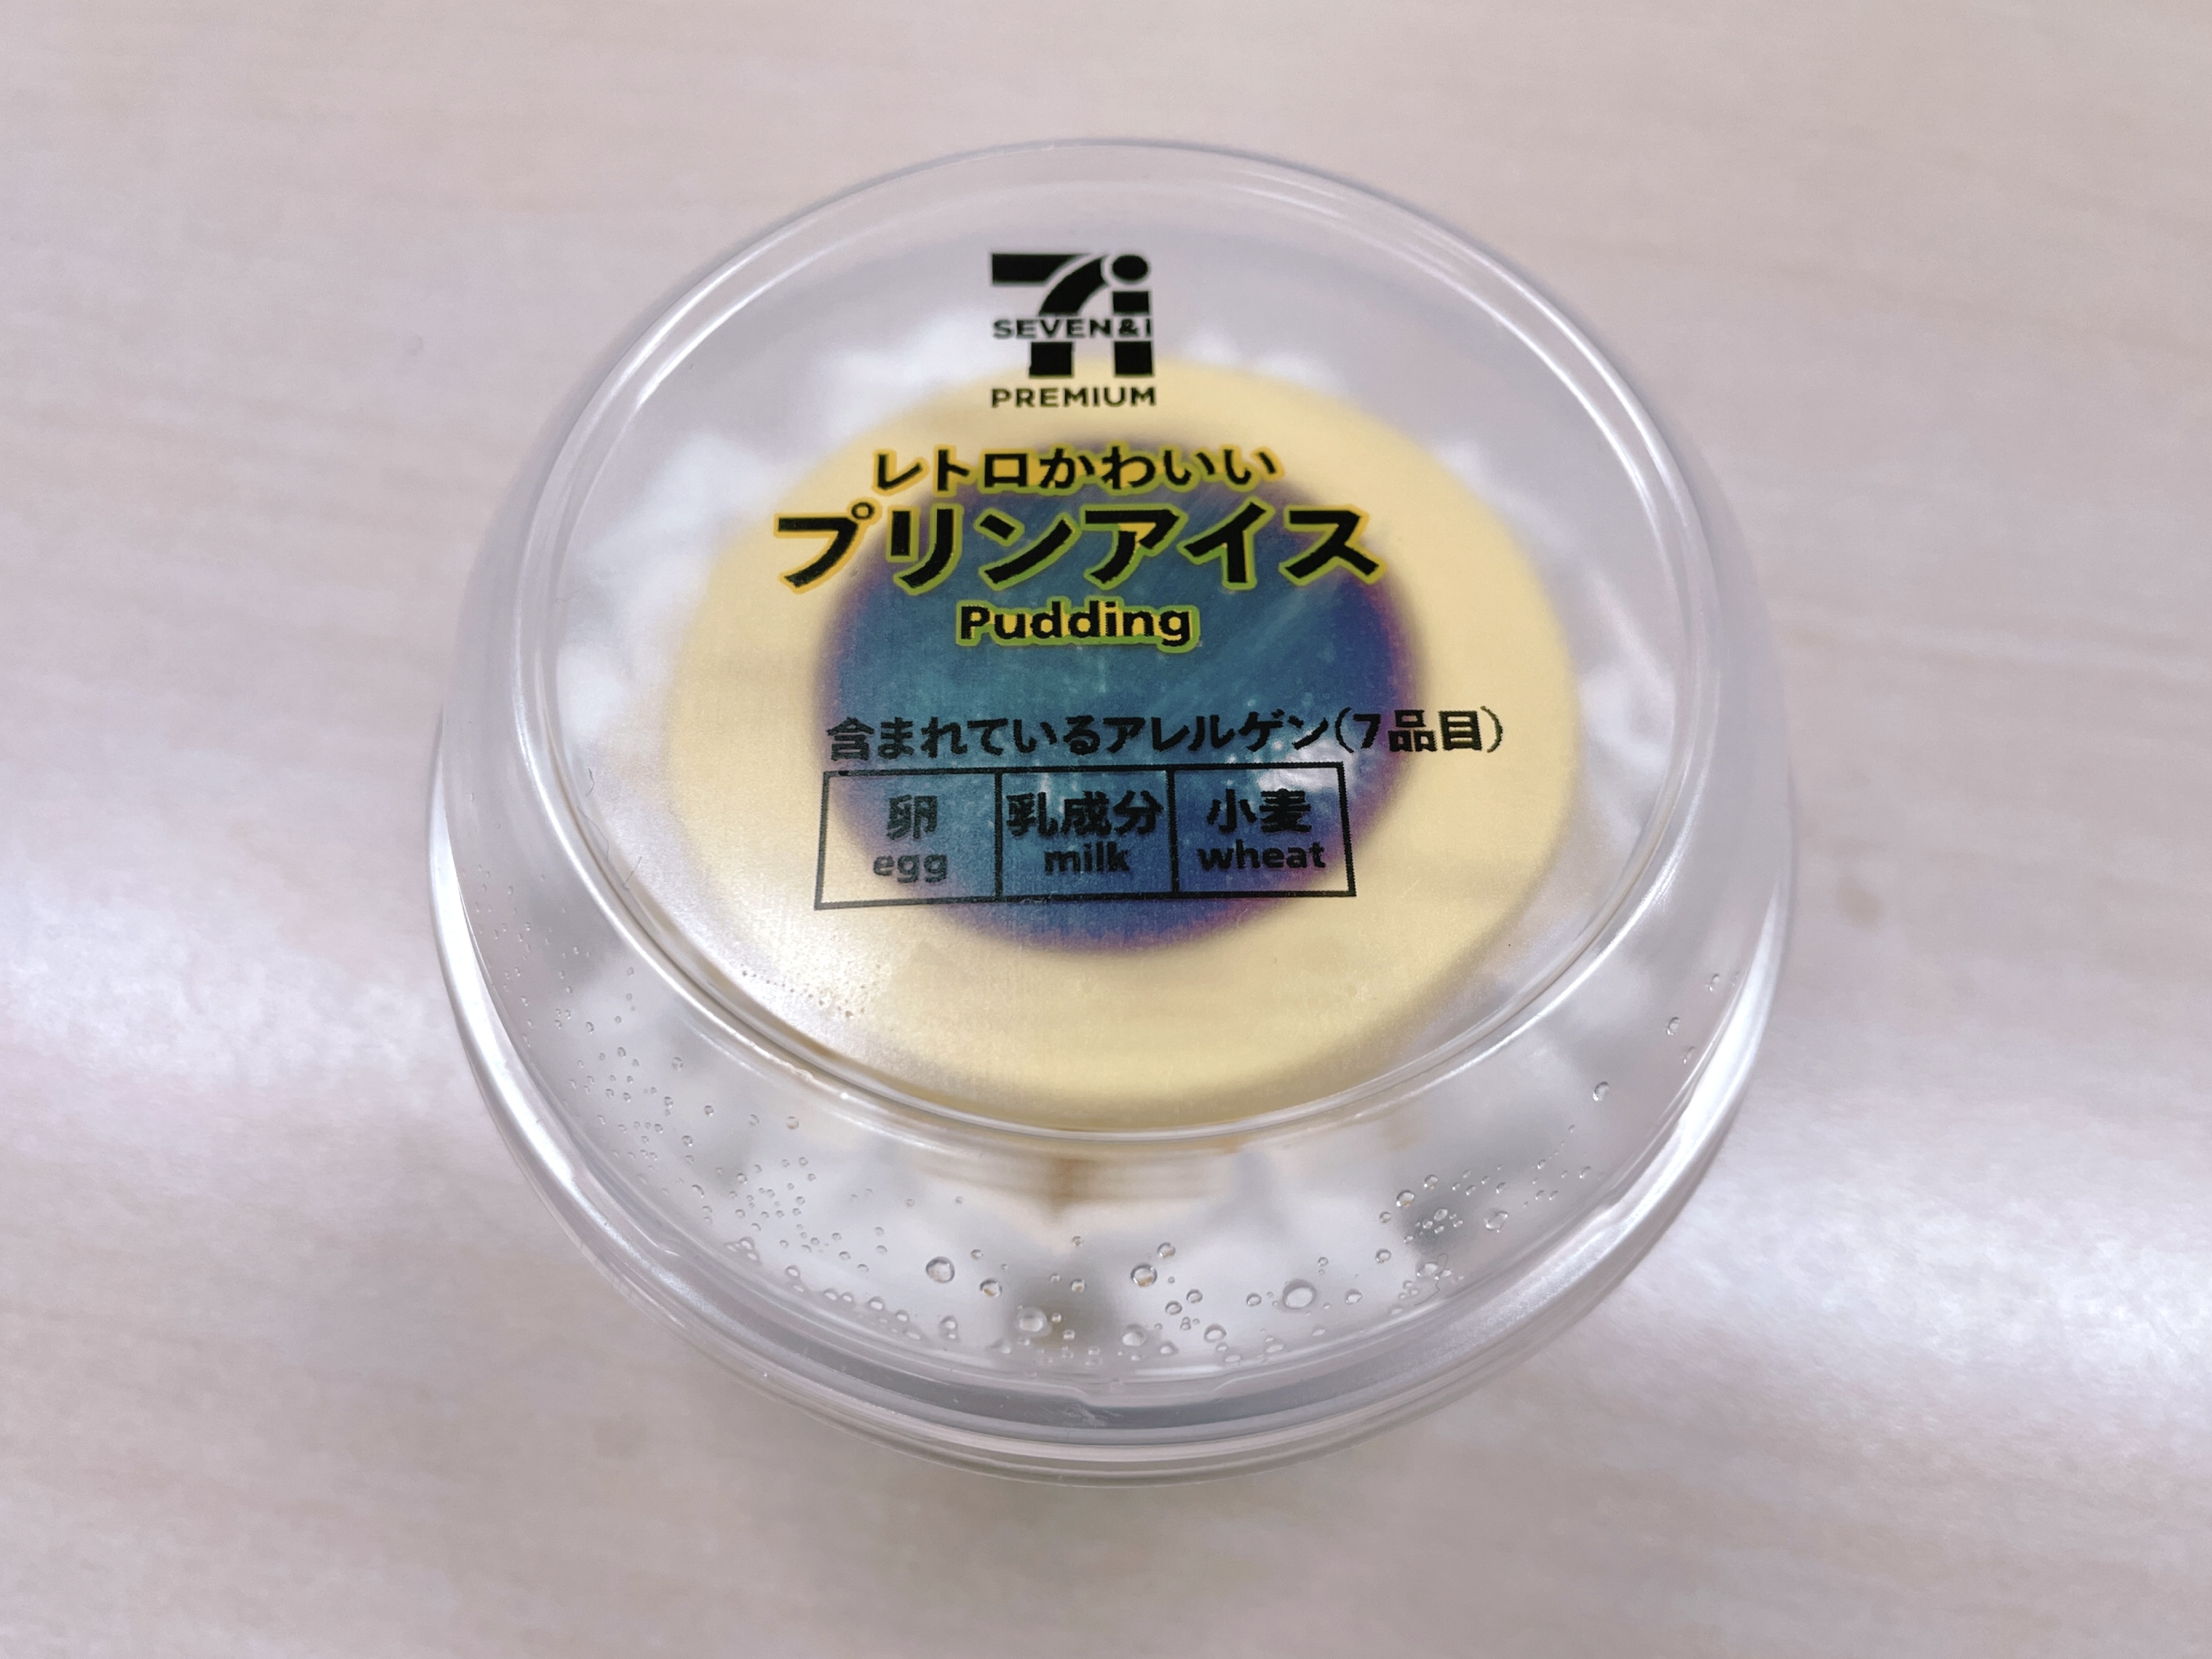 SEVEN&i
PREMIUM
レトロかわいい
プリンアイス
Pudding
含まれているアレルゲン(7品目)
卵 乳成分 小麦
egg milk wheat